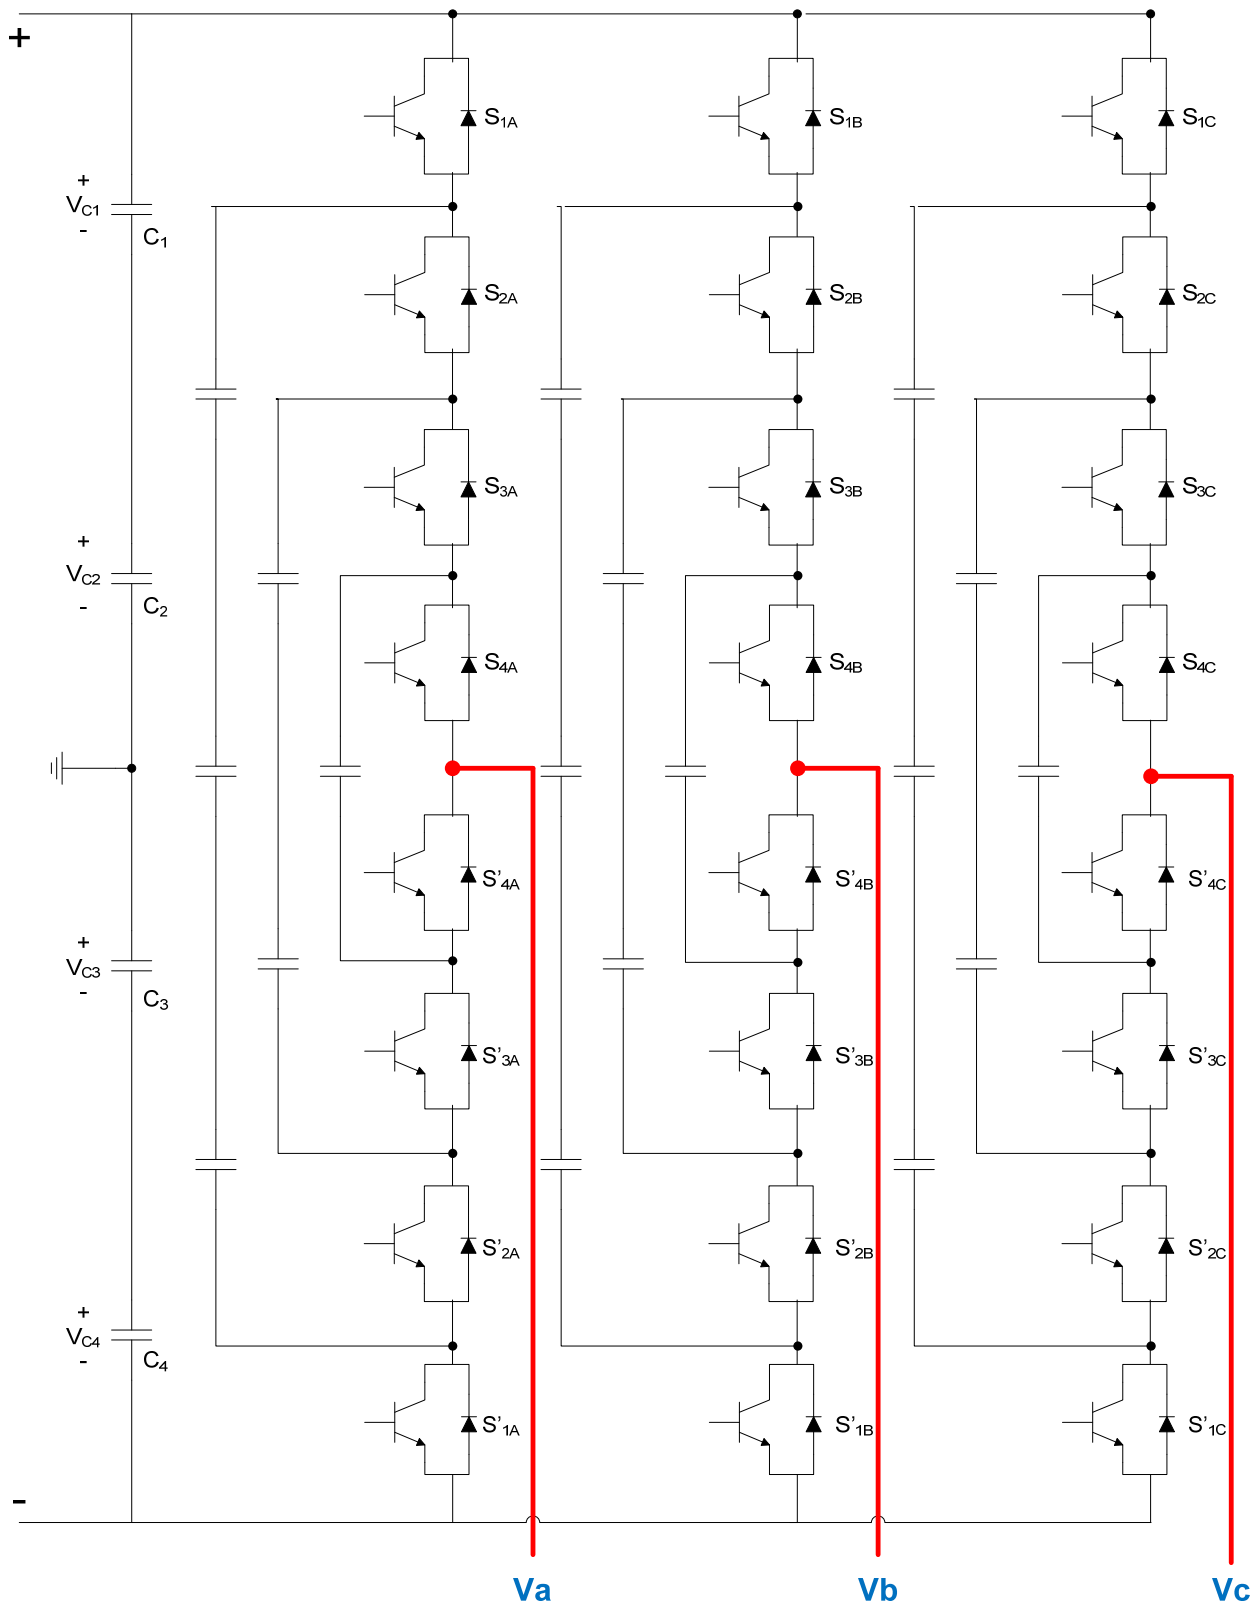 +
S1A S1B S1C
+
VC1
-
C1
S2A S2B S2C
S3A S3B S3C
+
VC2
-
C2
S4A S4B S4C
S'4A S'4B S'4C
+
VC3
-
C3
S'3A S'3B S'3C
S'2A S'2B S'2C
+
VC4
-
C4
S'1A S'1B S'1C
-
Va Vb Vc